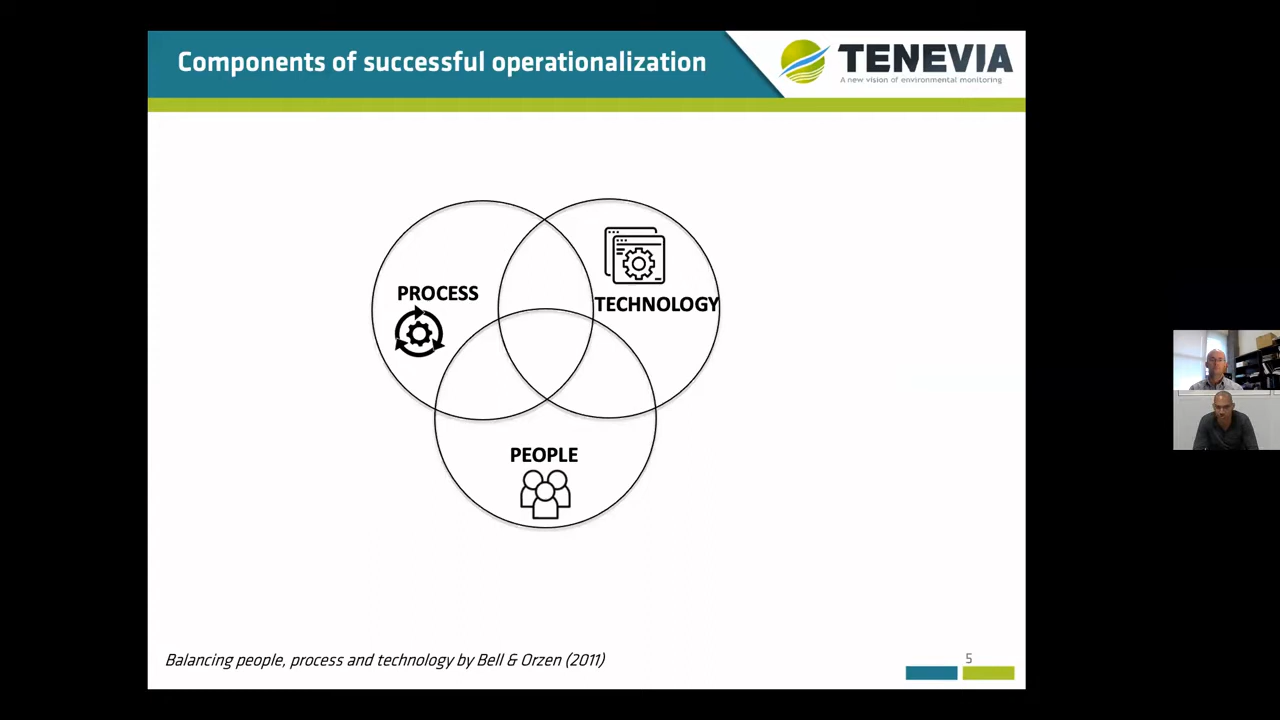 Components of successful operationalization
TENEVIA
A new vision of environmental monitoring
PROCESS
TECHNOLOGY
PEOPLE
Balancing people, process and technology by Bell & Orzen (2011)
5